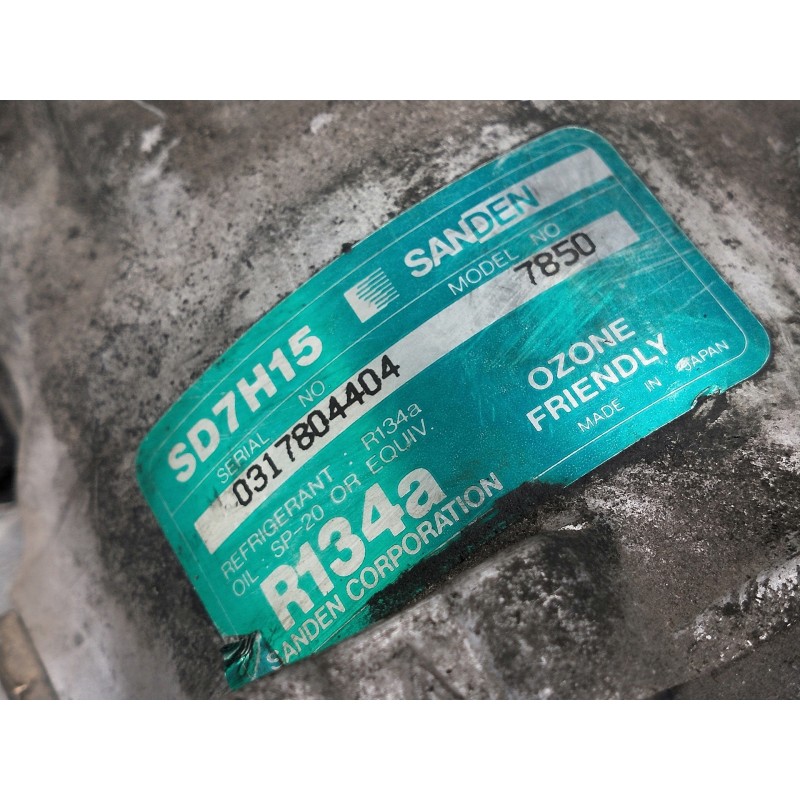 SD7H15 SANDEN
SERIAL NO MODEL NO
0317804404 7850
REFRIGERANT : R134a
OIL : SP-20 OR EQUIV.
R134a
SANDEN CORPORATION
OZONE
FRIENDLY
MADE IN JAPAN